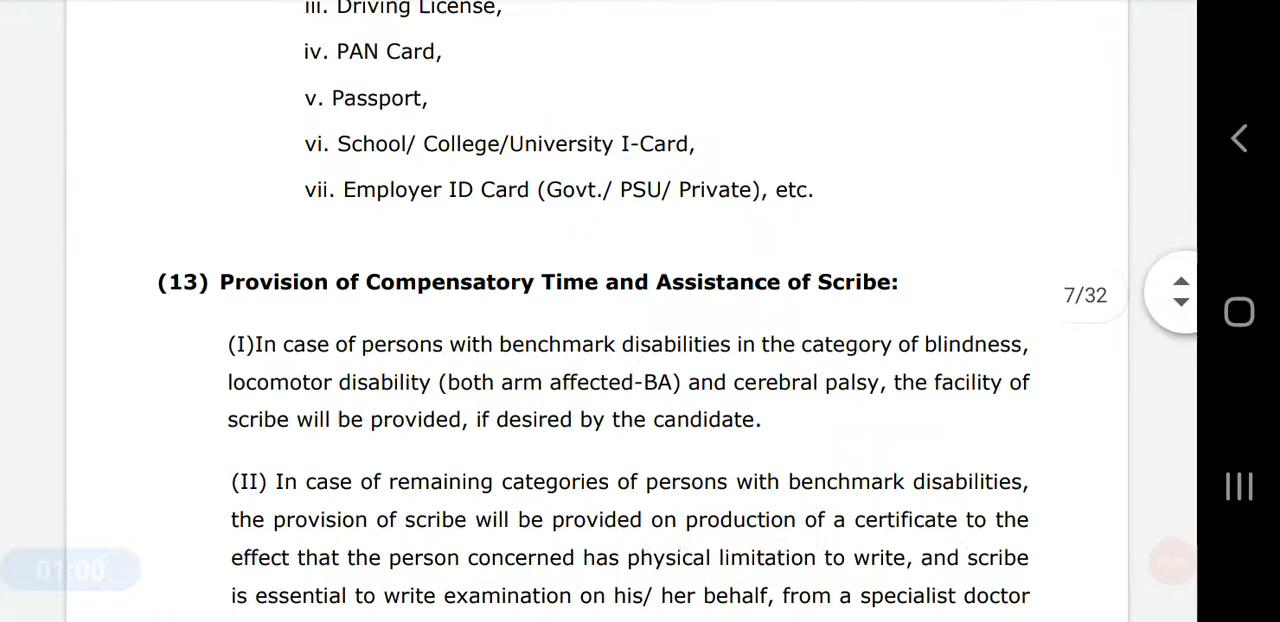 iii. Driving License,
iv. PAN Card,
v. Passport,
vi. School/ College/University I-Card,
vii. Employer ID Card (Govt./ PSU/ Private), etc.
(13) Provision of Compensatory Time and Assistance of Scribe:
7/32
(I)In case of persons with benchmark disabilities in the category of blindness,
locomotor disability (both arm affected-BA) and cerebral palsy, the facility of
scribe will be provided, if desired by the candidate.
(II) In case of remaining categories of persons with benchmark disabilities,
the provision of scribe will be provided on production of a certificate to the
effect that the person concerned has physical limitation to write, and scribe
01:00
is essential to write examination on his/ her behalf, from a specialist doctor